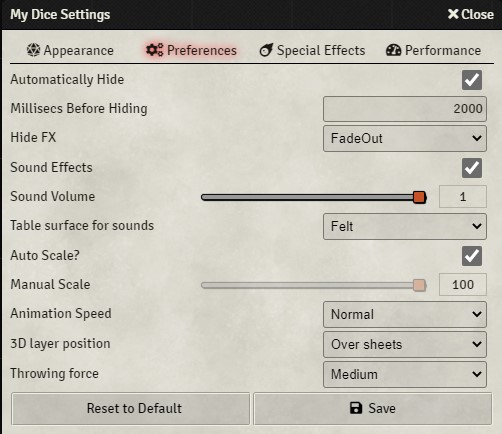 My Dice Settings Close
Appearance Preferences Special Effects Performance
Automatically Hide
Millisecs Before Hiding 2000
Hide FX FadeOut
Sound Effects
Sound Volume 1
Table surface for sounds Felt
Auto Scale?
Manual Scale 100
Animation Speed Normal
3D layer position Over sheets
Throwing force Medium
Reset to Default Save